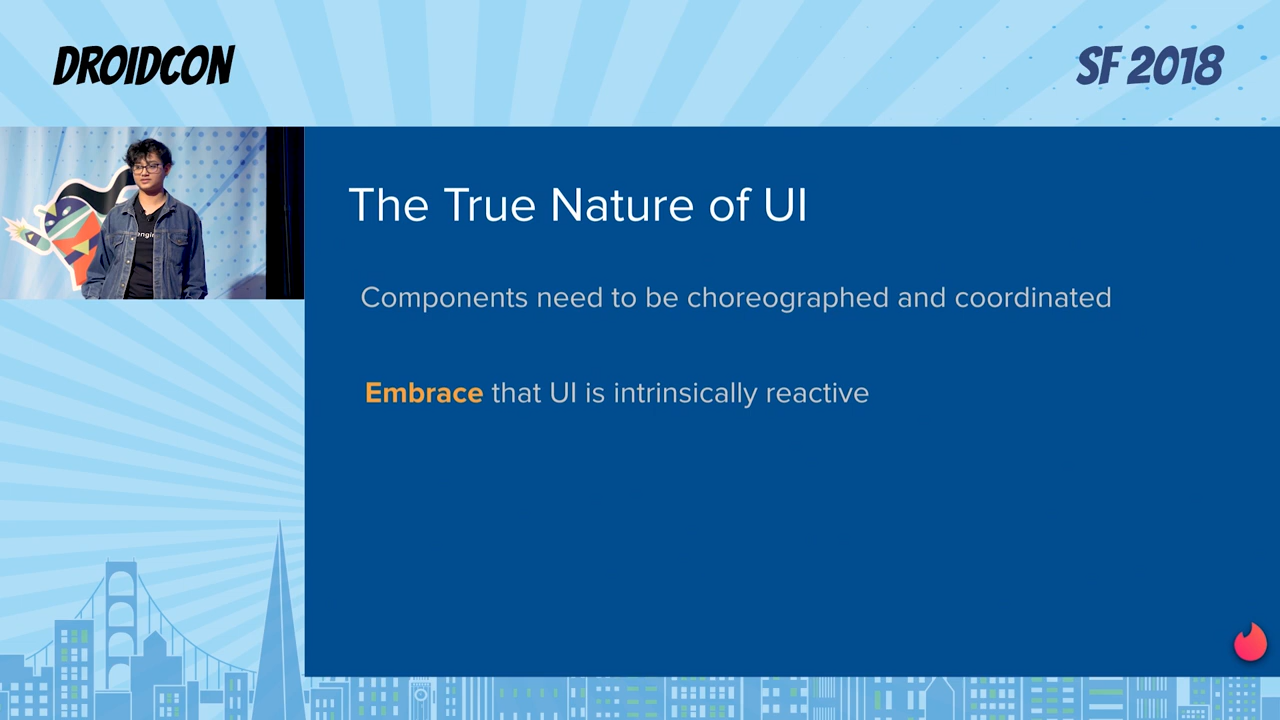 DROIDCON
SF 2018
The True Nature of UI
Components need to be choreographed and coordinated
Embrace that UI is intrinsically reactive